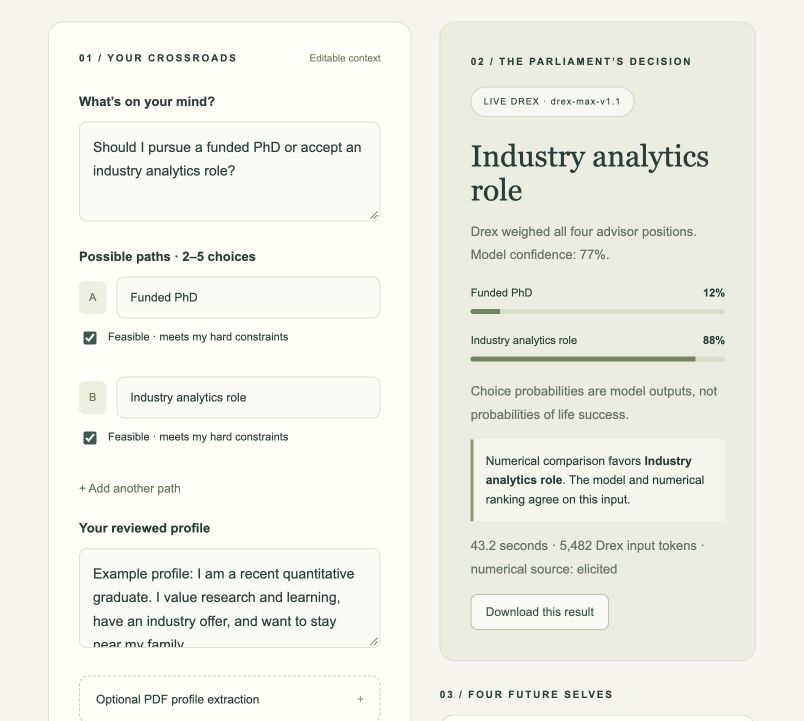 01 / YOUR CROSSROADS
Editable context
What's on your mind?
Should I pursue a funded PhD or accept an
industry analytics role?
Possible paths · 2–5 choices
A
Funded PhD
Feasible · meets my hard constraints
B
Industry analytics role
Feasible · meets my hard constraints
+ Add another path
Your reviewed profile
Example profile: I am a recent quantitative
graduate. I value research and learning,
have an industry offer, and want to stay
near my family
Optional PDF profile extraction +
02 / THE PARLIAMENT'S DECISION
LIVE DREX · drex-max-v1.1
Industry analytics
role
Drex weighed all four advisor positions.
Model confidence: 77%.
Funded PhD 12%
Industry analytics role 88%
Choice probabilities are model outputs, not
probabilities of life success.
Numerical comparison favors Industry
analytics role. The model and numerical
ranking agree on this input.
43.2 seconds · 5,482 Drex input tokens ·
numerical source: elicited
Download this result
03 / FOUR FUTURE SELVES